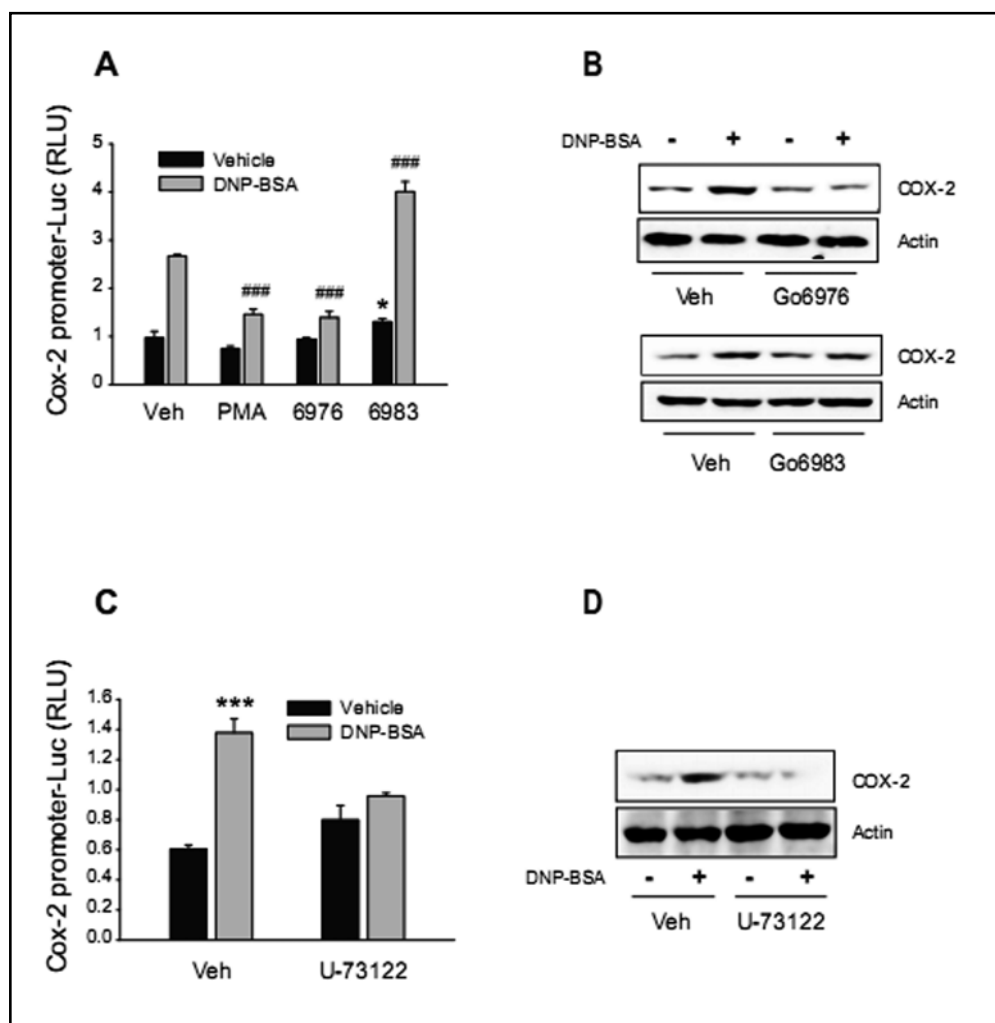 A
Cox-2 promoter-Luc (RLU)
5
4
3
2
1
0
Vehicle
DNP-BSA
###
###
*
###
Veh PMA 6976 6983
B
DNP-BSA - + - +
COX-2
Actin
Veh Go6976
COX-2
Actin
Veh Go6983
C
Cox-2 promoter-Luc (RLU)
1.6
1.4
1.2
1.0
0.8
0.6
0.4
0.2
0.0
***
Vehicle
DNP-BSA
Veh U-73122
D
COX-2
Actin
DNP-BSA - + - +
Veh U-73122